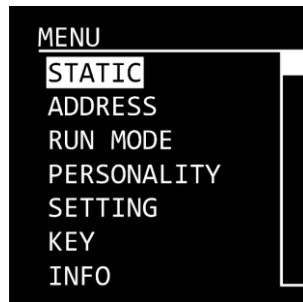 MENU
STATIC
ADDRESS
RUN MODE
PERSONALITY
SETTING
KEY
INFO